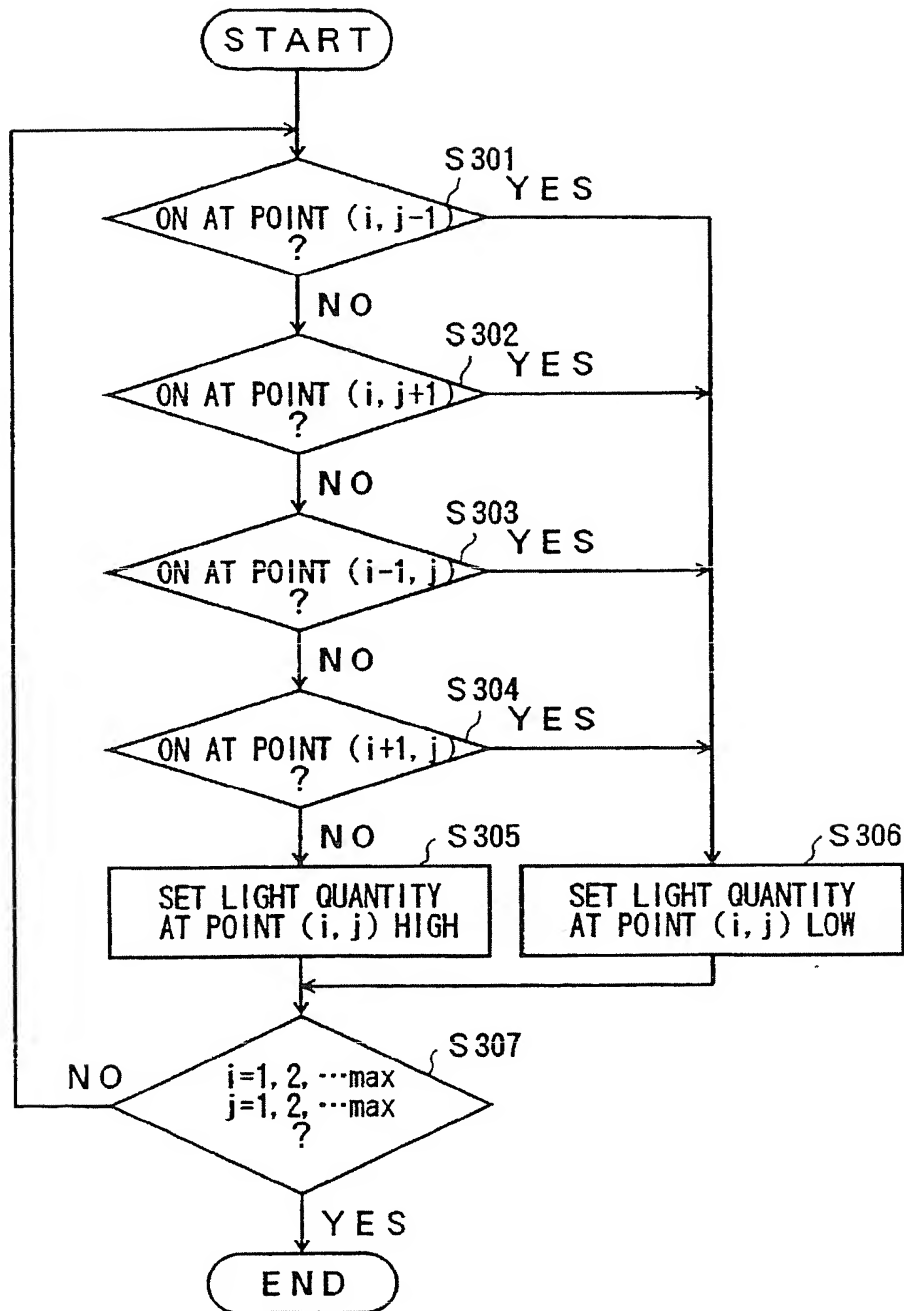 START
S301
YES
ON AT POINT (i, j-1)
?
NO
S302
YES
ON AT POINT (i, j+1)
?
NO
S303
YES
ON AT POINT (i-1, j)
?
NO
S304
YES
ON AT POINT (i+1, j)
?
NO
S305
SET LIGHT QUANTITY
AT POINT (i, j) HIGH
S306
SET LIGHT QUANTITY
AT POINT (i, j) LOW
S307
NO
i=1, 2, ···max
j=1, 2, ···max
?
YES
END